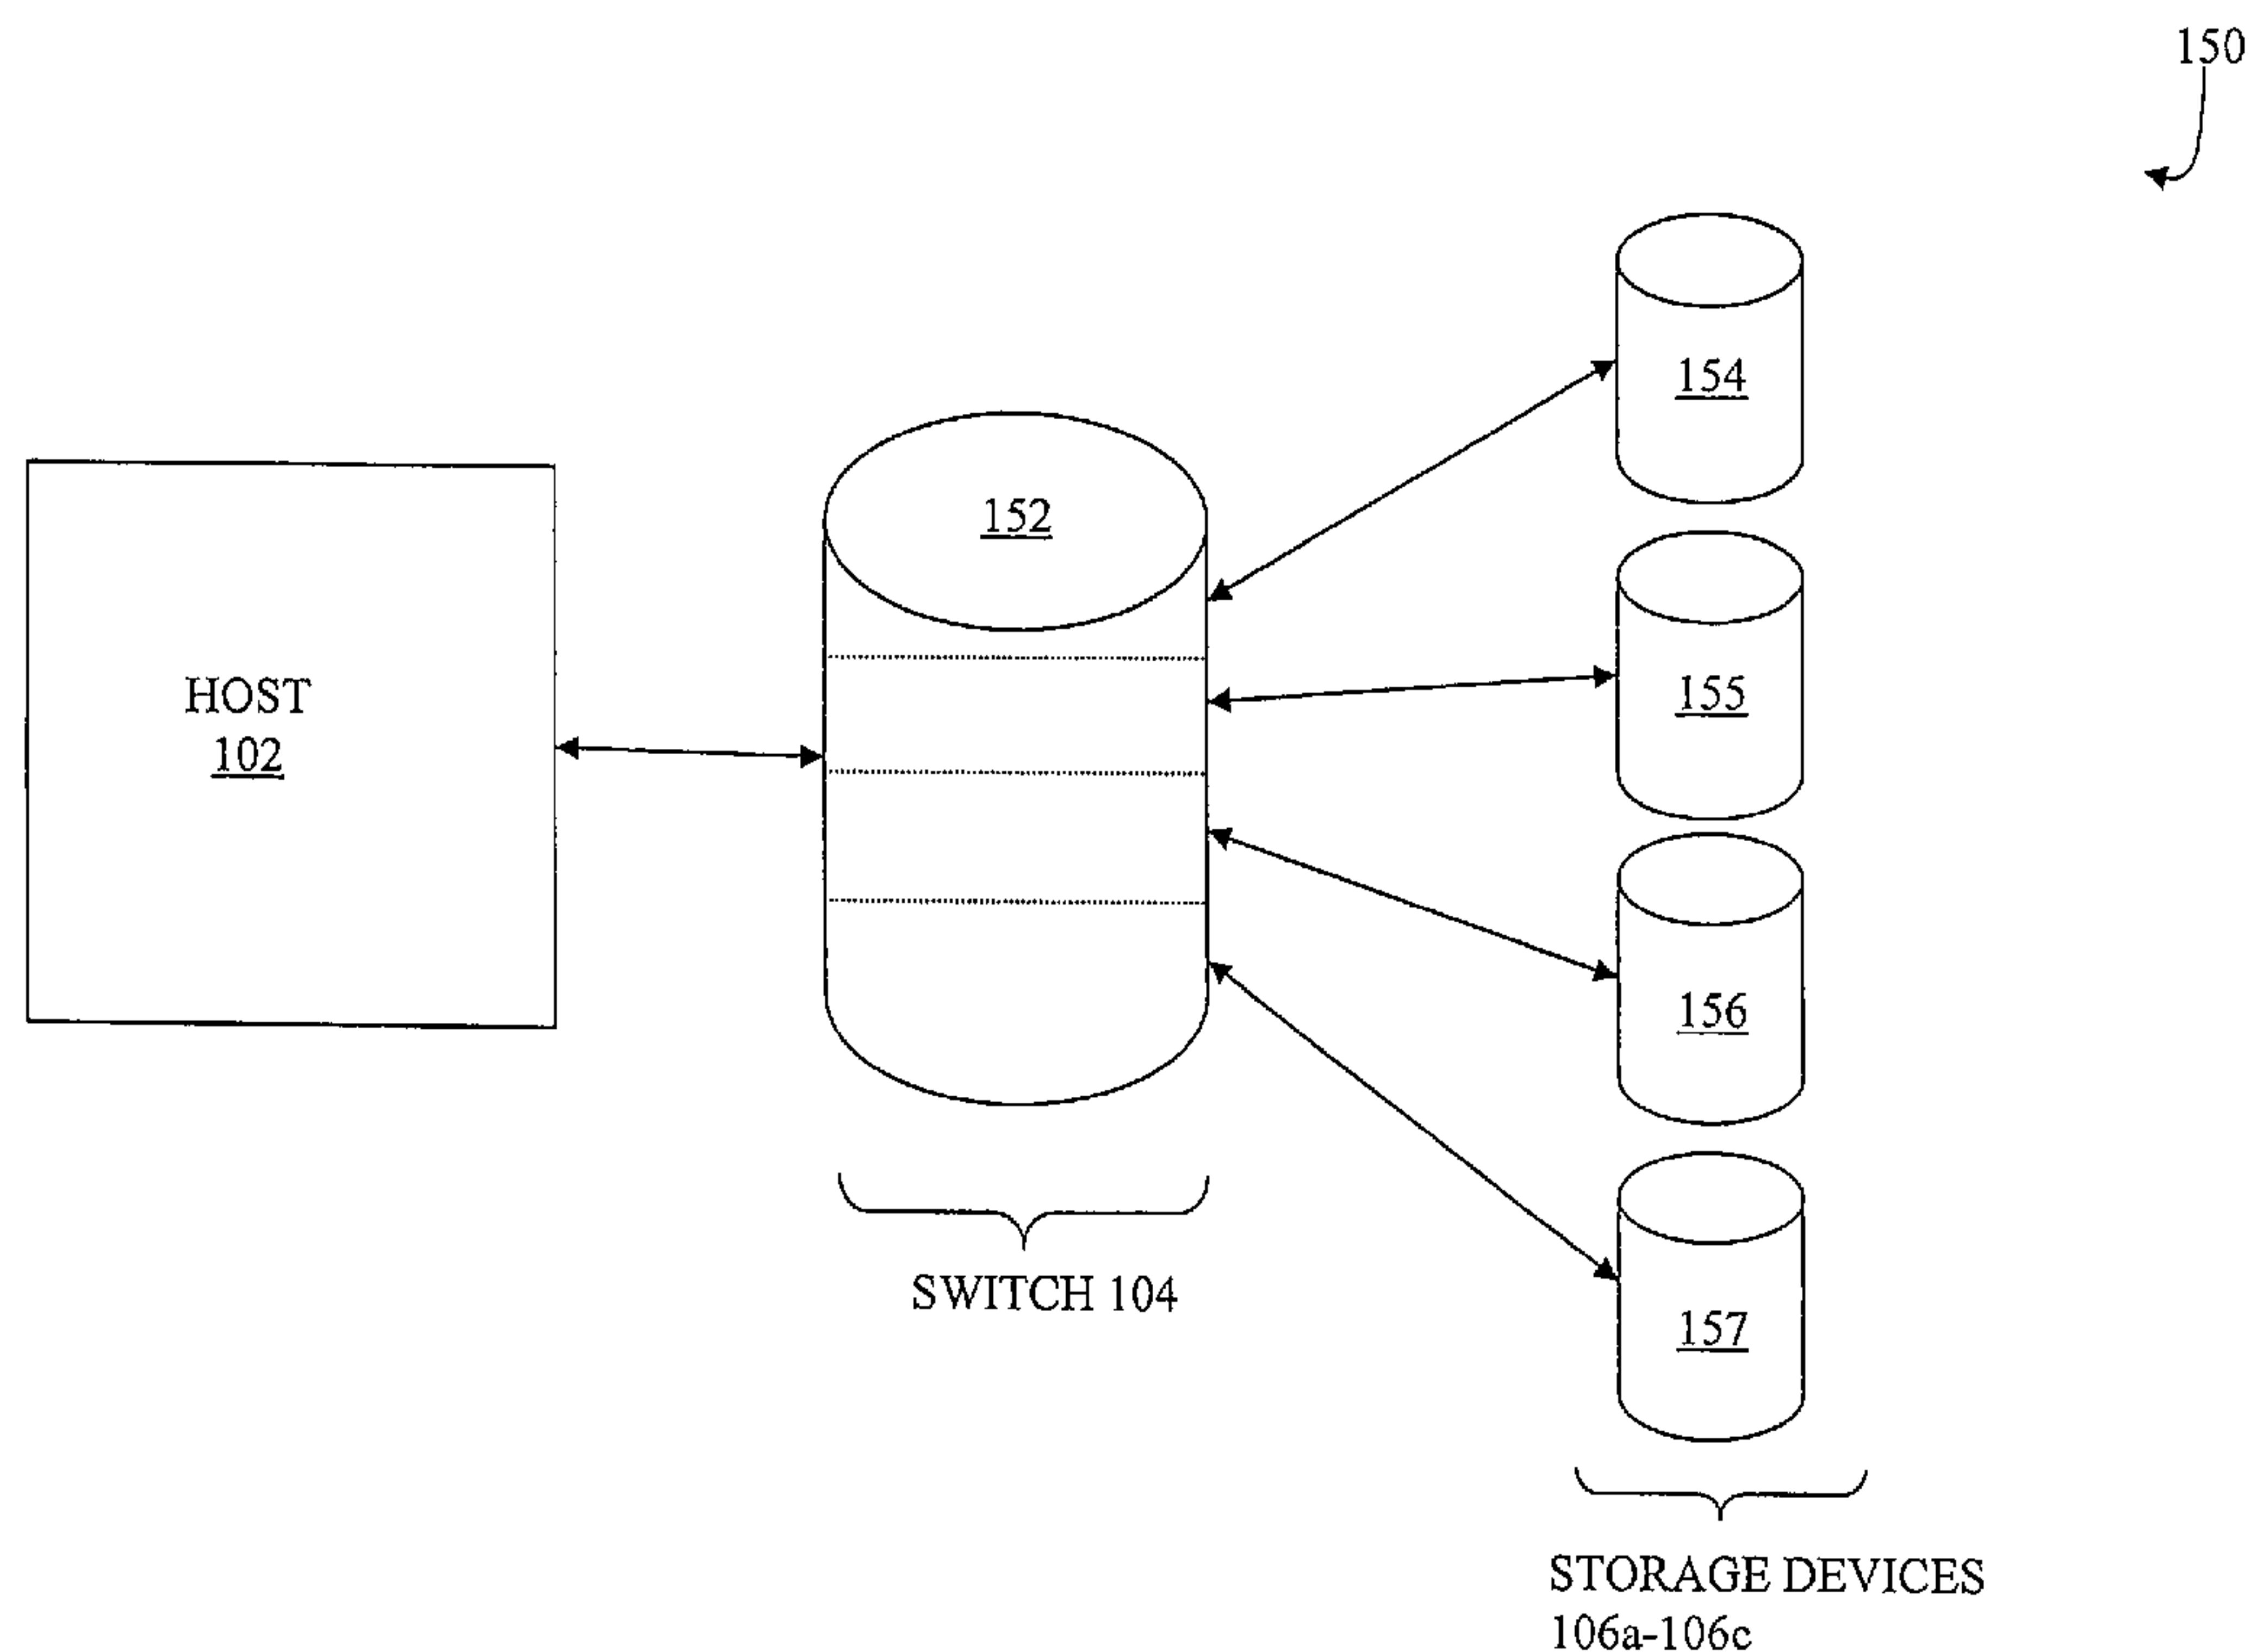 150
154
152
155
HOST
102
156
SWITCH 104
157
STORAGE DEVICES
106a-106c